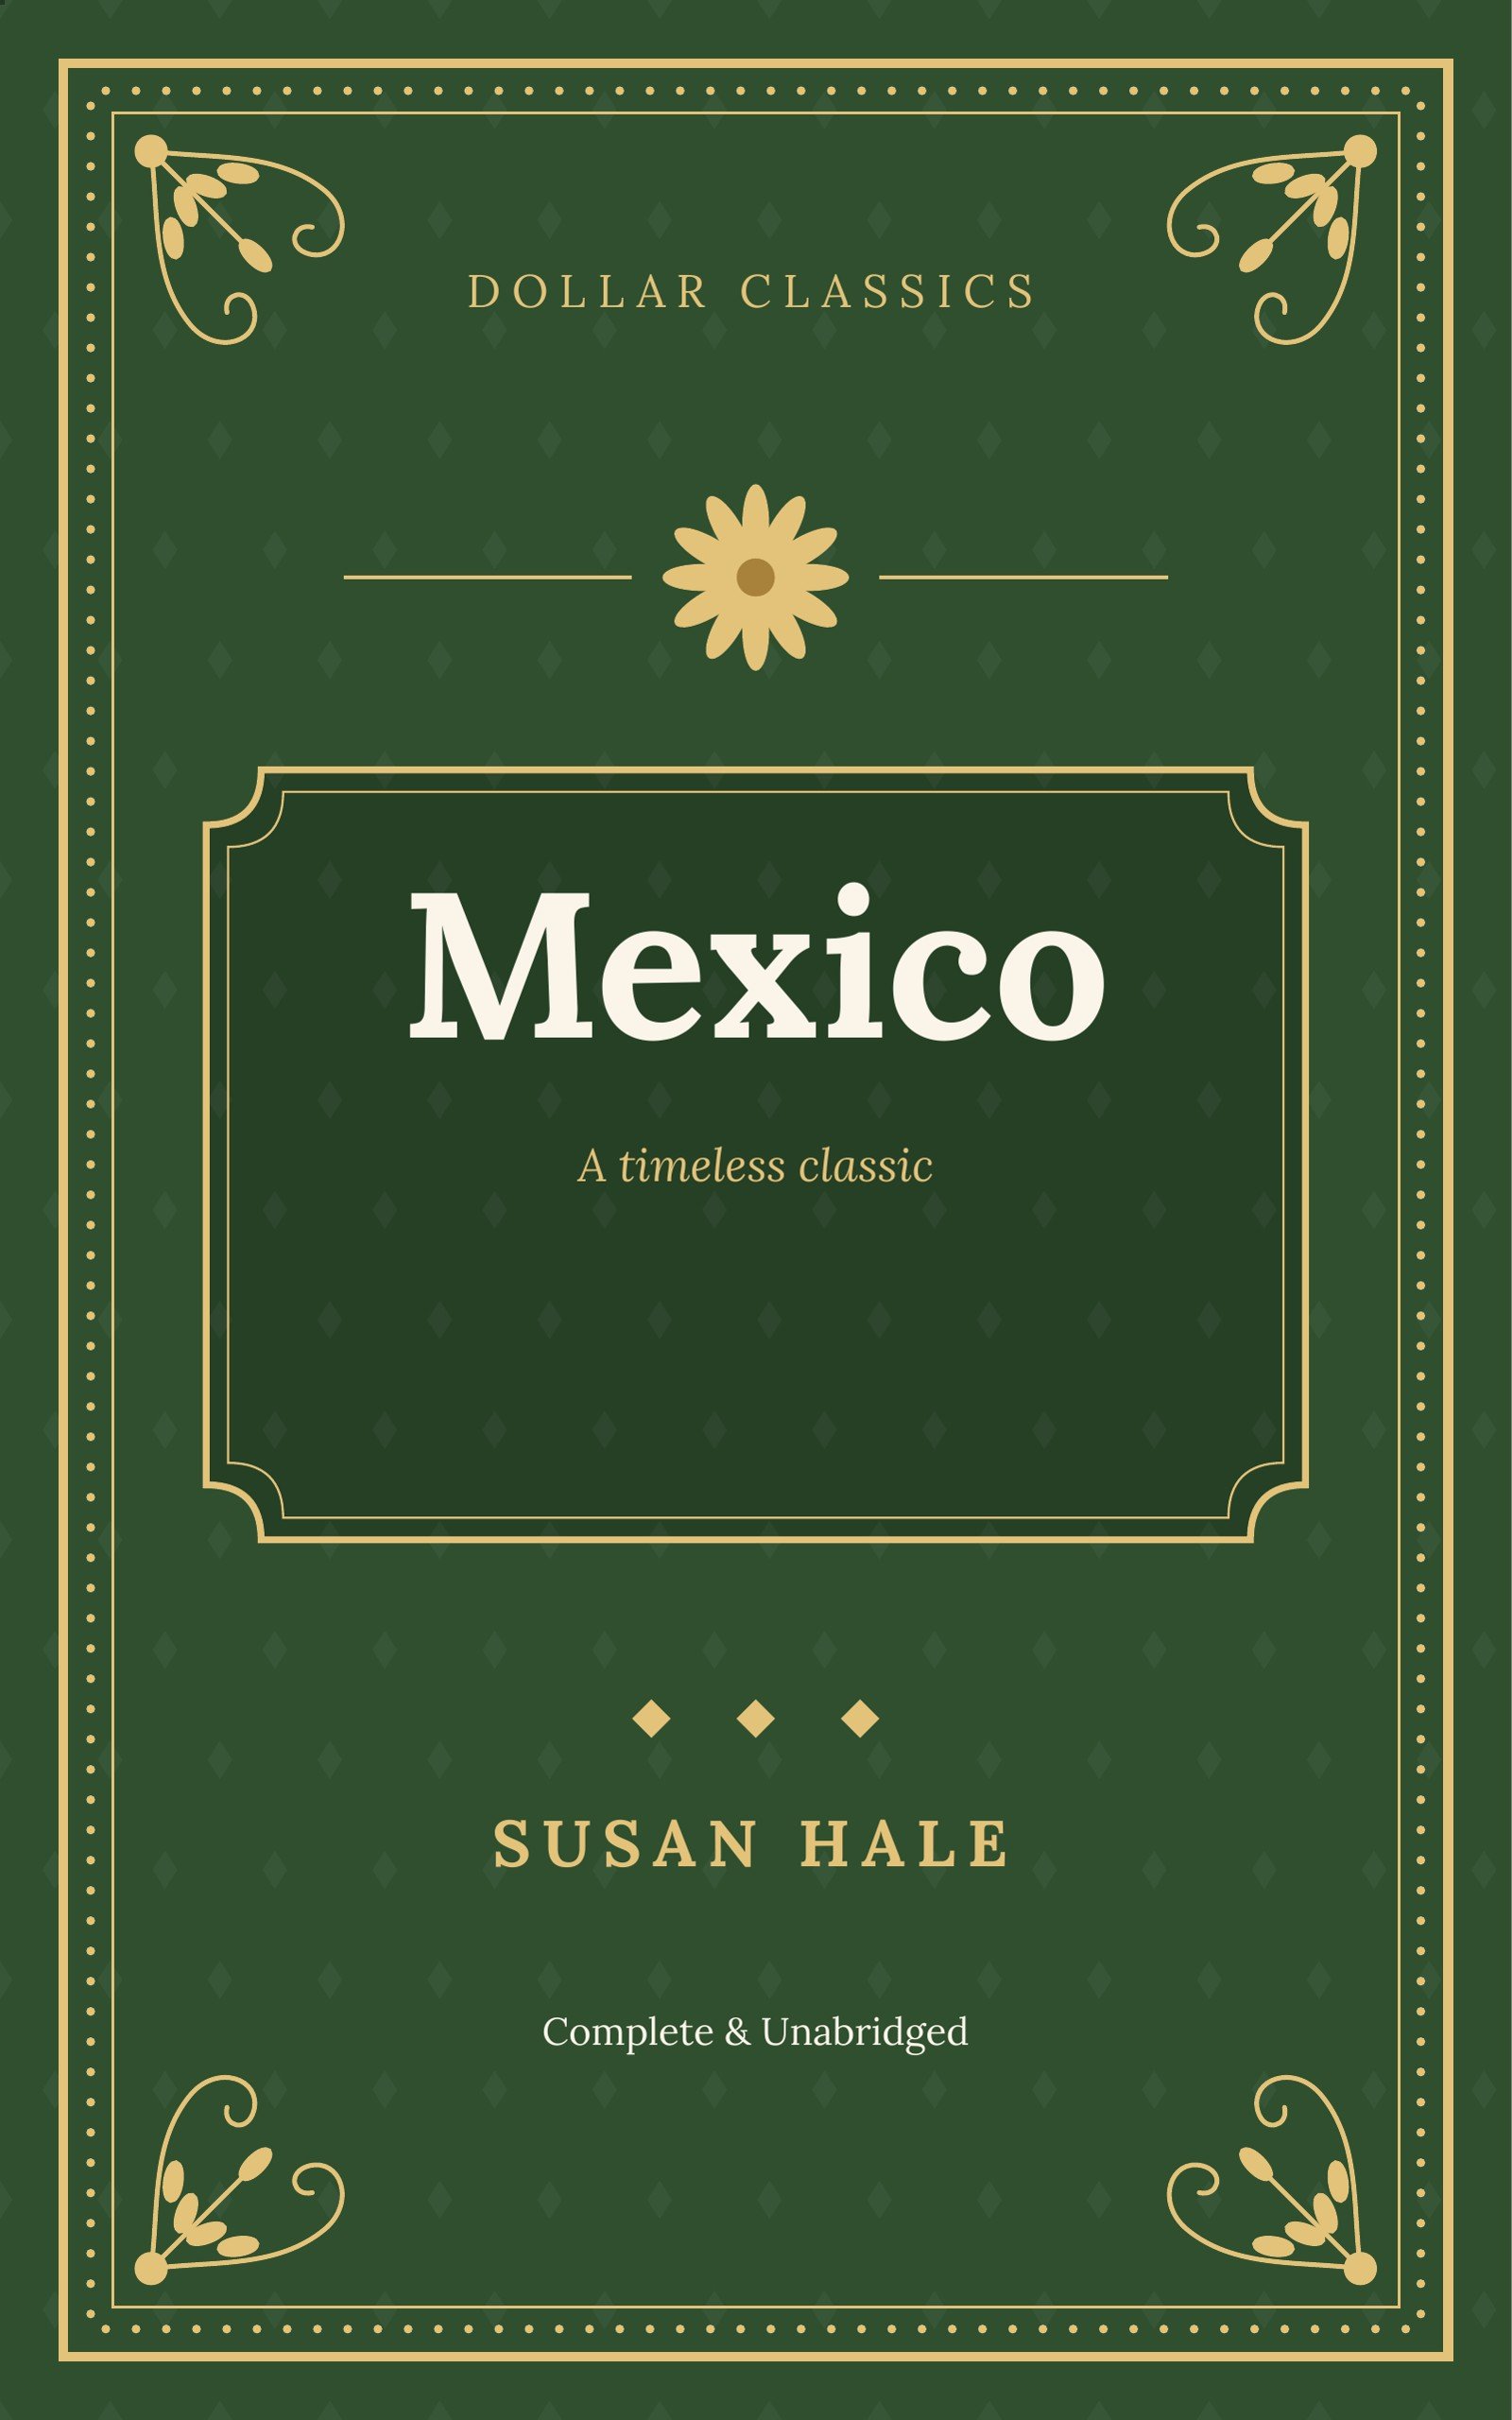 DOLLAR CLASSICS
Mexico
A timeless classic
SUSAN HALE
Complete & Unabridged